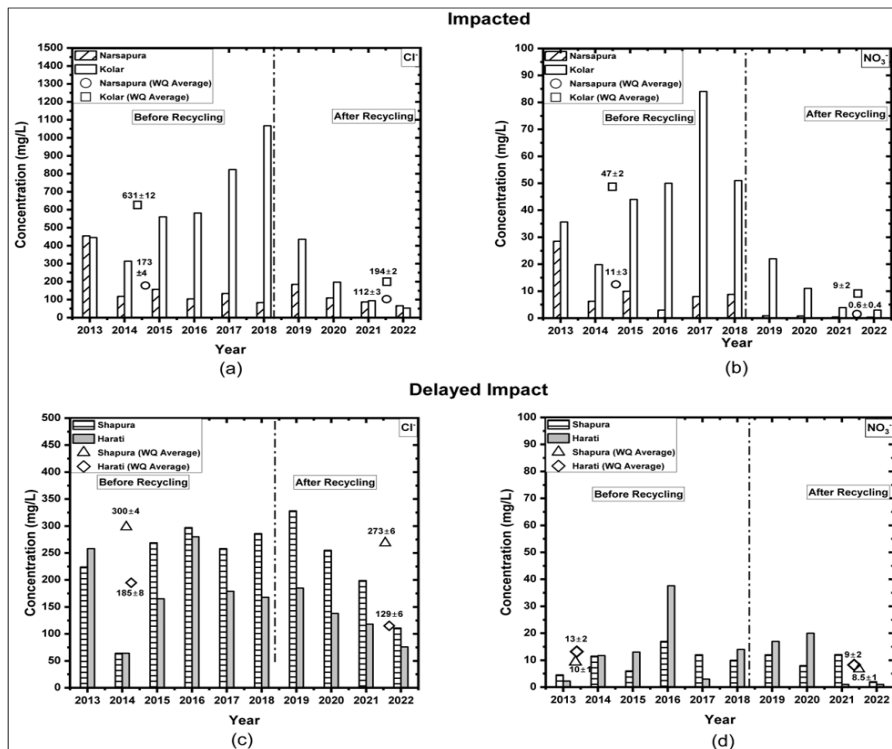 Impacted
1500
1400
1300
1200
1100
1000
900
800
700
600
500
400
300
200
100
0
Concentration (mg/L)
Narsapura
Kolar
Narsapura (WQ Average)
Kolar (WQ Average)
Cl-
Before Recycling
After Recycling
631±12
173
±4
194±2
112±3
2013 2014 2015 2016 2017 2018 2019 2020 2021 2022
Year
(a)
100
90
80
70
60
50
40
30
20
10
0
Concentration (mg/L)
Narsapura
Kolar
Narsapura (WQ Average)
Kolar (WQ Average)
NO3-
Before Recycling
After Recycling
47±2
11±3
9±2
0.6±0.4
2013 2014 2015 2016 2017 2018 2019 2020 2021 2022
Year
(b)
Delayed Impact
500
450
400
350
300
250
200
150
100
50
0
Concentration (mg/L)
Shapura
Harati
Shapura (WQ Average)
Harati (WQ Average)
Cl-
Before Recycling
After Recycling
300±4
185±8
273±6
129±6
2013 2014 2015 2016 2017 2018 2019 2020 2021 2022
Year
(c)
100
90
80
70
60
50
40
30
20
10
0
Concentration (mg/L)
Shapura
Harati
Shapura (WQ Average)
Harati (WQ Average)
NO3-
Before Recycling
After Recycling
13±2
10±1
9±2
8.5±1
2013 2014 2015 2016 2017 2018 2019 2020 2021 2022
Year
(d)